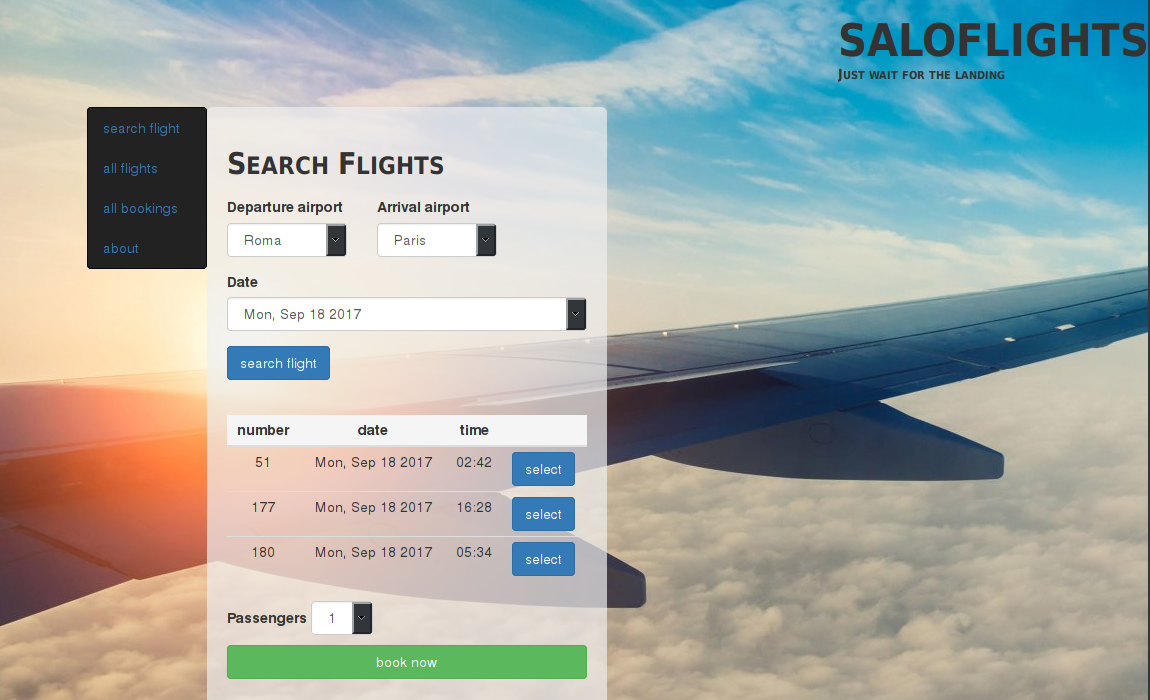 SALOFLIGHTS
JUST WAIT FOR THE LANDING
search flight
all flights
all bookings
about
SEARCH FLIGHTS
Departure airport Arrival airport
Roma Paris
Date
Mon, Sep 18 2017
search flight
number date time
51 Mon, Sep 18 2017 02:42 select
177 Mon, Sep 18 2017 16:28 select
180 Mon, Sep 18 2017 05:34 select
Passengers 1
book now